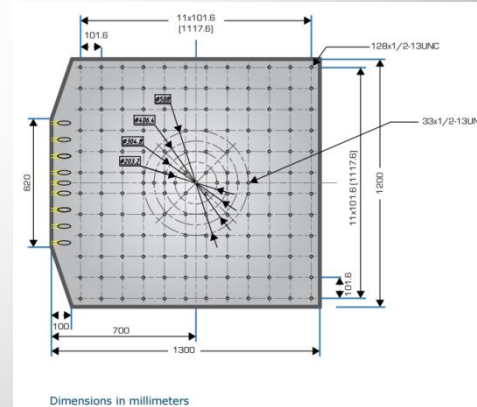 11x101.6
(1117.6)
101.6
128x1/2-13UNC
ø508
ø406.4
ø304.8
ø203.2
33x1/2-13UN
620
11x101.6 (1117.6)
1200
101.6
100
700
1300
Dimensions in millimeters